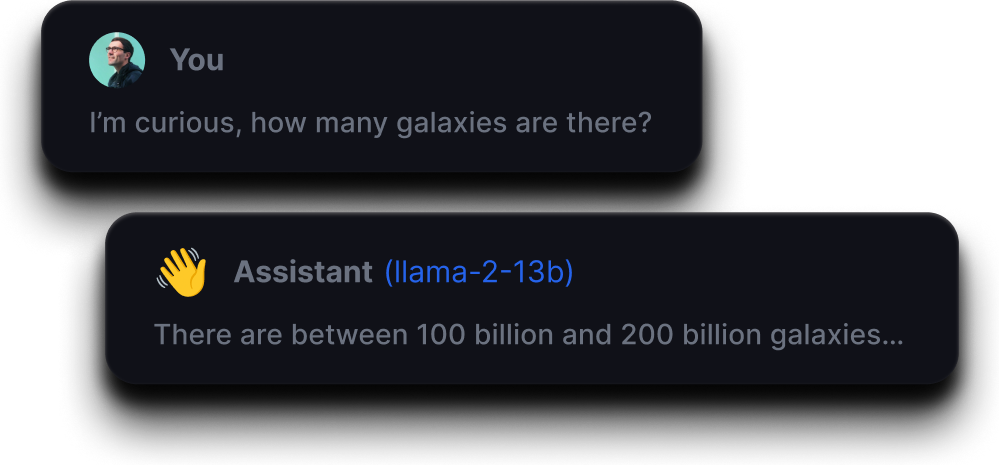 You
I’m curious, how many galaxies are there?
Assistant (llama-2-13b)
There are between 100 billion and 200 billion galaxies...